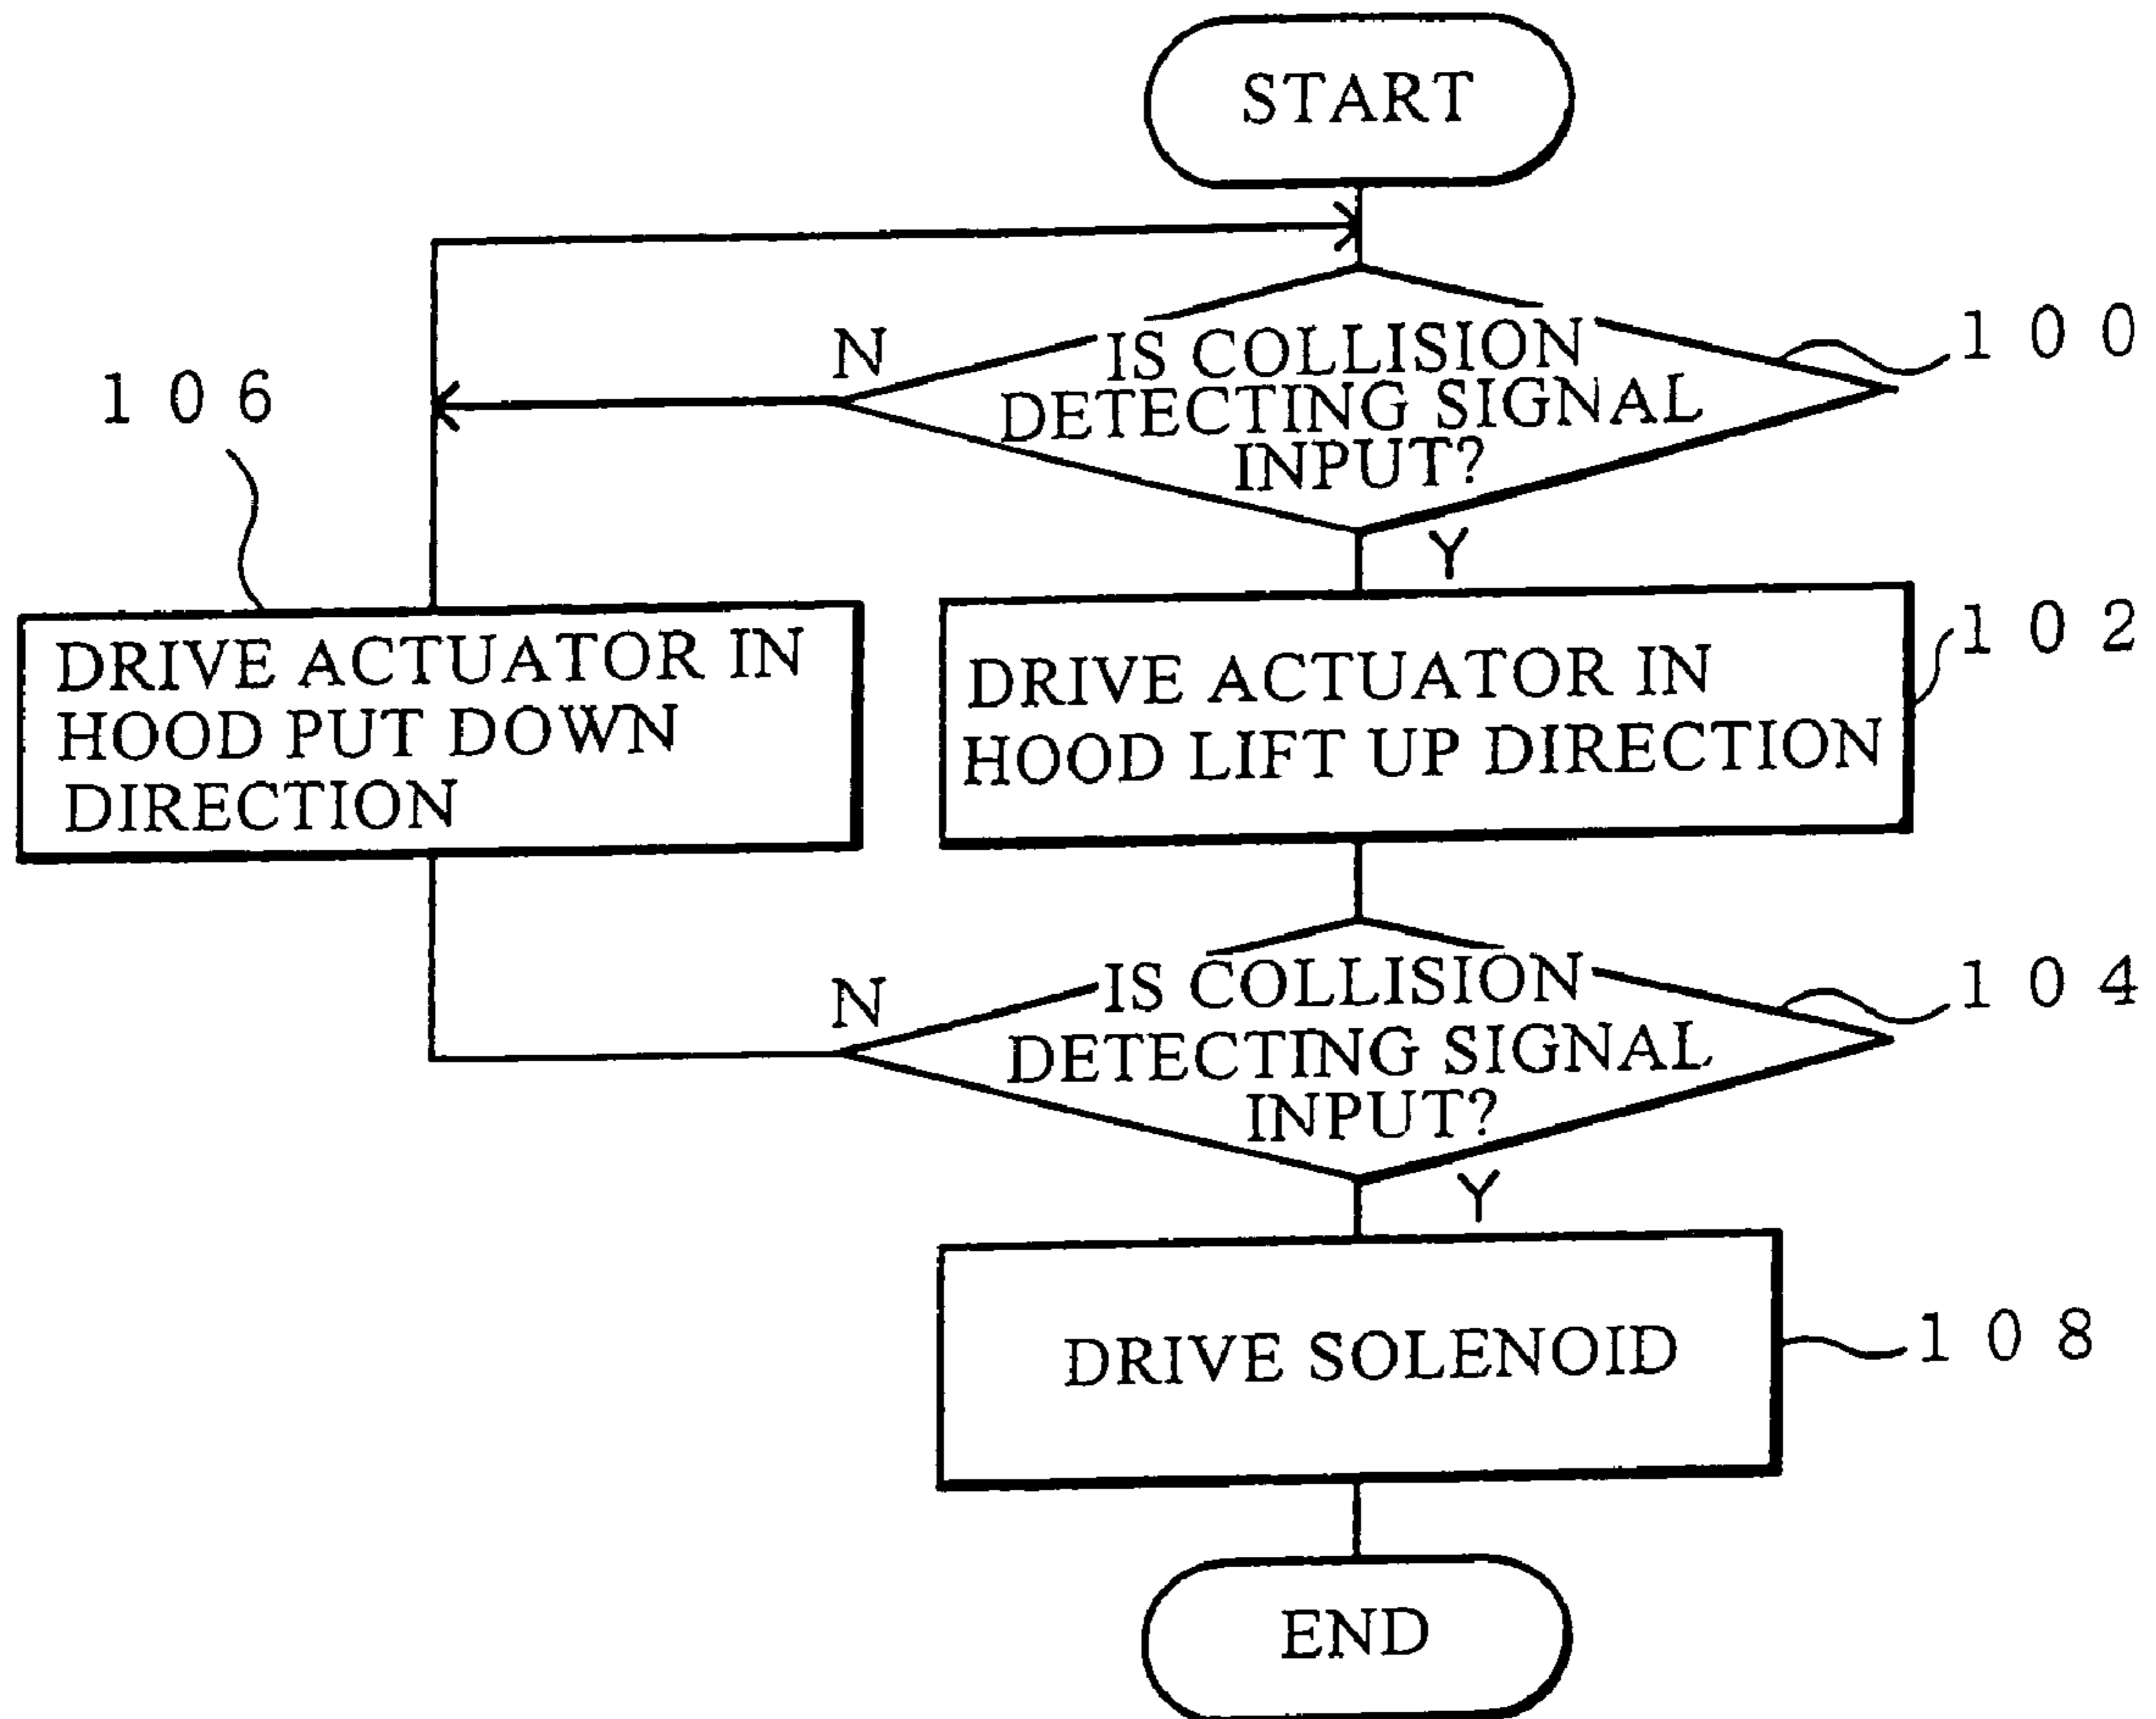 START
N
IS COLLISION
DETECTING SIGNAL
INPUT?
1 0 0
1 0 6
Y
DRIVE ACTUATOR IN
HOOD PUT DOWN
DIRECTION
DRIVE ACTUATOR IN
HOOD LIFT UP DIRECTION
1 0 2
N
IS COLLISION
DETECTING SIGNAL
INPUT?
1 0 4
Y
DRIVE SOLENOID
1 0 8
END